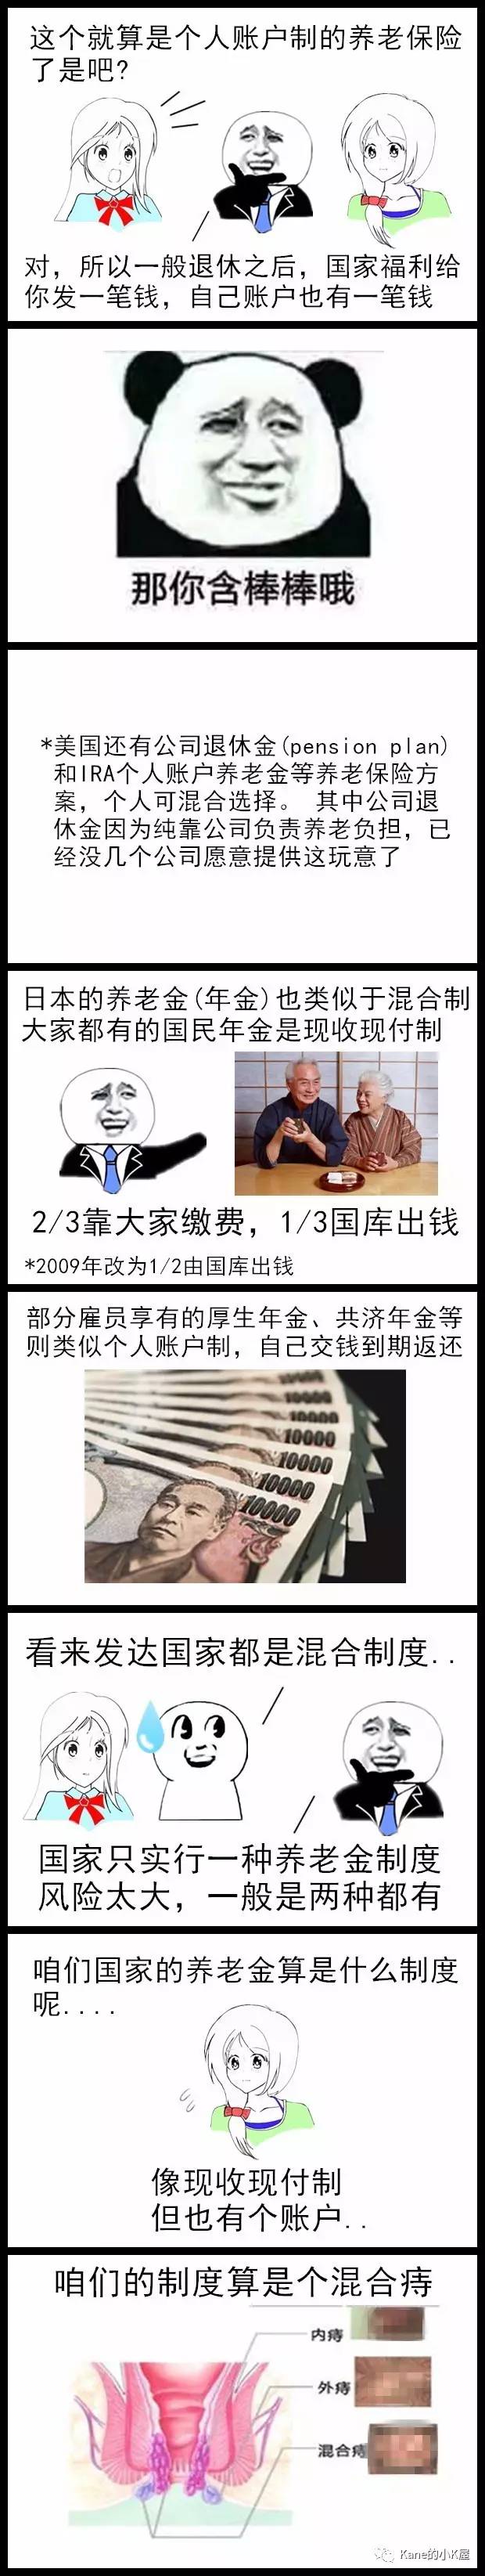 这个就算是个人账户制的养老保险
了是吧?
对，所以一般退休之后，国家福利给
你发一笔钱，自己账户也有一笔钱
那你含棒棒哦
*美国还有公司退休金(pension plan)
和IRA个人账户养老金等养老保险方
案，个人可混合选择。 其中公司退
休金因为纯靠公司负责养老负担，已
经没几个公司愿意提供这玩意了
日本的养老金(年金)也类似于混合制
大家都有的国民年金是现收现付制
2/3靠大家缴费，1/3国库出钱
*2009年改为1/2由国库出钱
部分雇员享有的厚生年金、共济年金等
则类似个人账户制，自己交钱到期返还
10000
10000
10000
10000
10000
10000
10000
看来发达国家都是混合制度..
国家只实行一种养老金制度
风险太大，一般是两种都有
咱们国家的养老金算是什么制度
呢....
像现收现付制
但也有个账户..
咱们的制度算是个混合痔
内痔
外痔
混合痔
Kane的小K屋